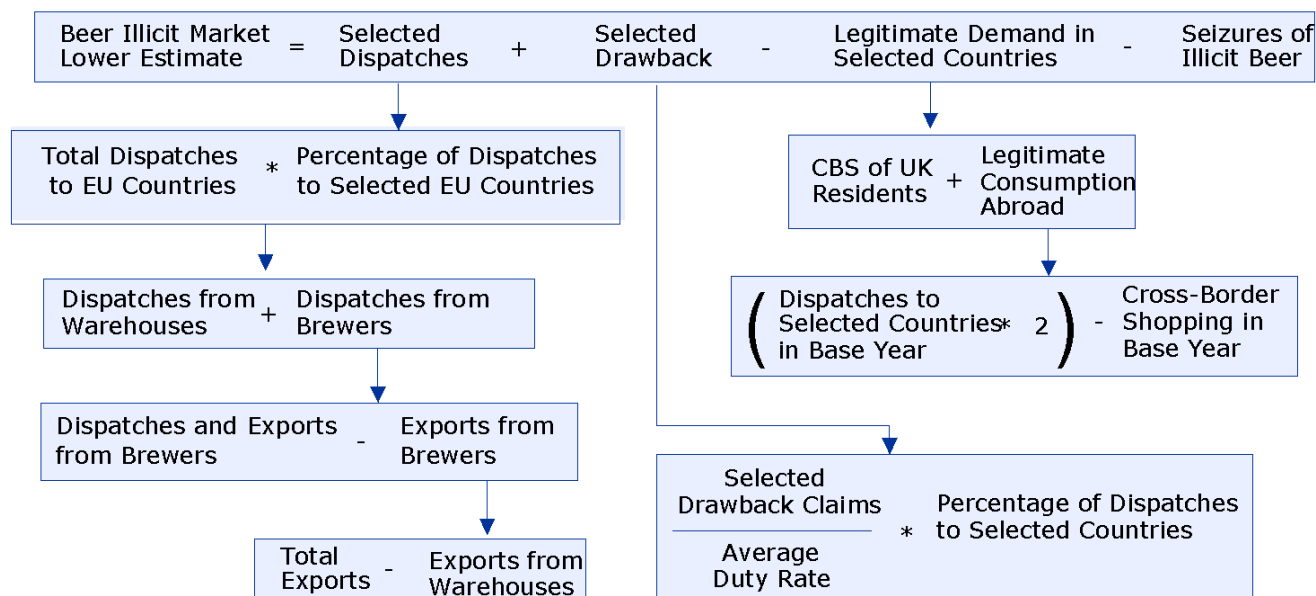 Beer Illicit Market = Selected + Selected - Legitimate Demand in - Seizures of
Lower Estimate Dispatches Drawback Selected Countries Illicit Beer
Total Dispatches * Percentage of Dispatches
to EU Countries to Selected EU Countries
CBS of UK + Legitimate
Residents Consumption
Abroad
Dispatches from + Dispatches from
Warehouses Brewers
( Dispatches to ) - Cross-Border
Selected Countries * 2 Shopping in
in Base Year Base Year
Dispatches and Exports - Exports from
from Brewers Brewers
Selected
Drawback Claims * Percentage of Dispatches
Average to Selected Countries
Duty Rate
Total - Exports from
Exports Warehouses